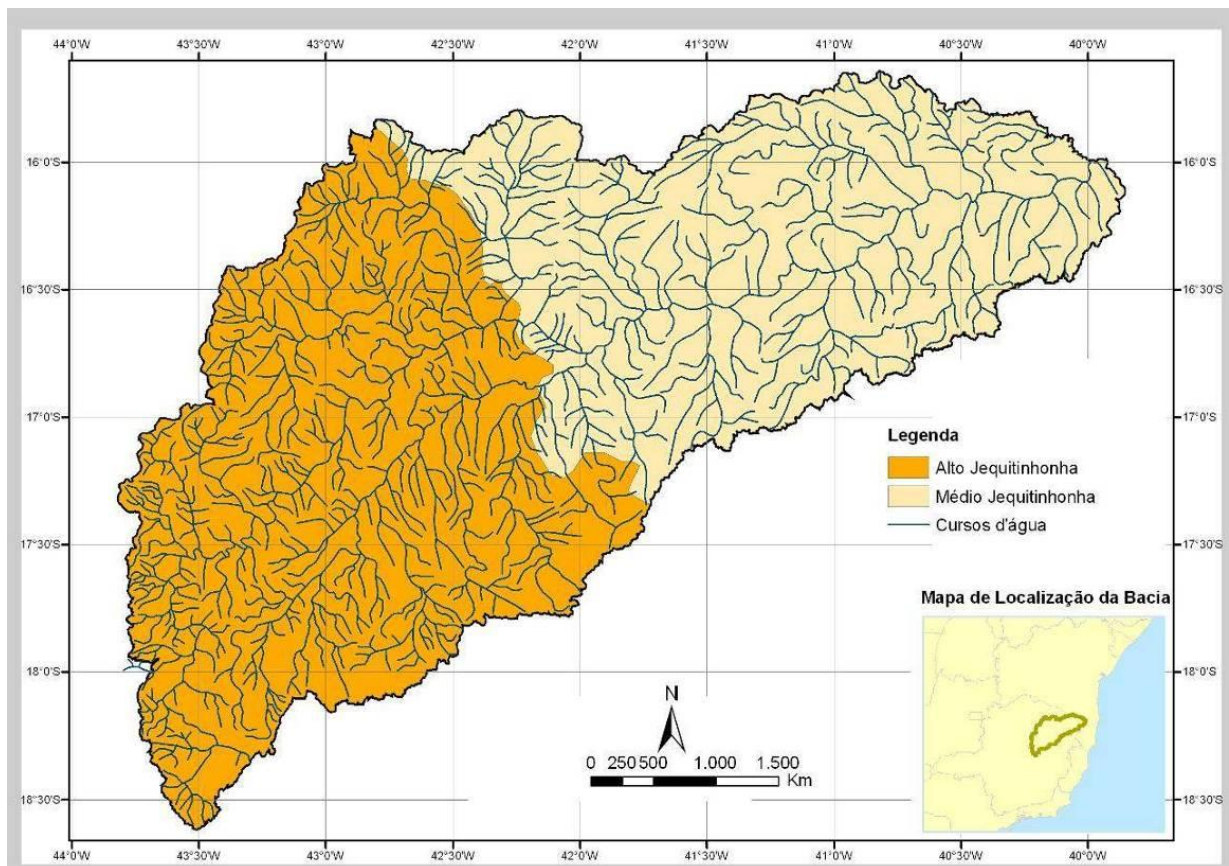 44°0'W 43°30'W 43°0'W 42°30'W 42°0'W 41°30'W 41°0'W 40°30'W 40°0'W
16°0'S 16°0'S
16°30'S 16°30'S
17°0'S 17°0'S
Legenda
Alto Jequitinhonha
Médio Jequitinhonha
Cursos d'água
17°30'S 17°30'S
Mapa de Localização da Bacia
18°0'S 18°0'S
N
0 250 500 1.000 1.500
Km
18°30'S 18°30'S
44°0'W 43°30'W 43°0'W 42°30'W 42°0'W 41°30'W 41°0'W 40°30'W 40°0'W